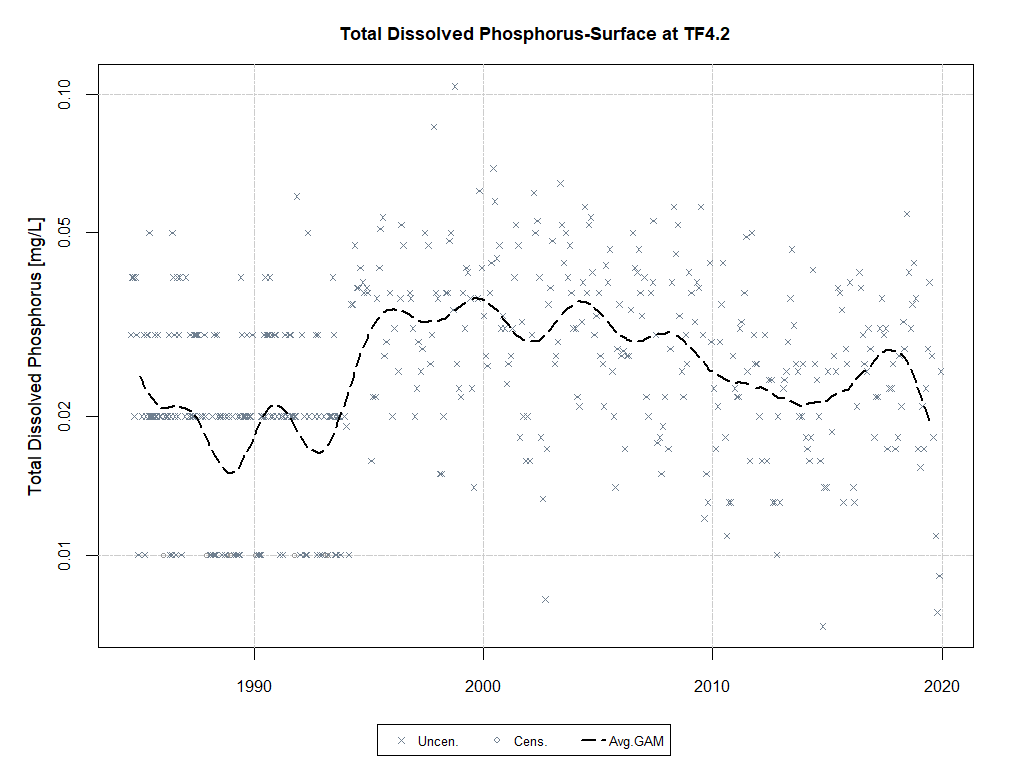 Total Dissolved Phosphorus-Surface at TF4.2
Total Dissolved Phosphorus [mg/L]
0.10
0.05
0.02
0.01
1990 2000 2010 2020
Uncen. Cens. Avg.GAM